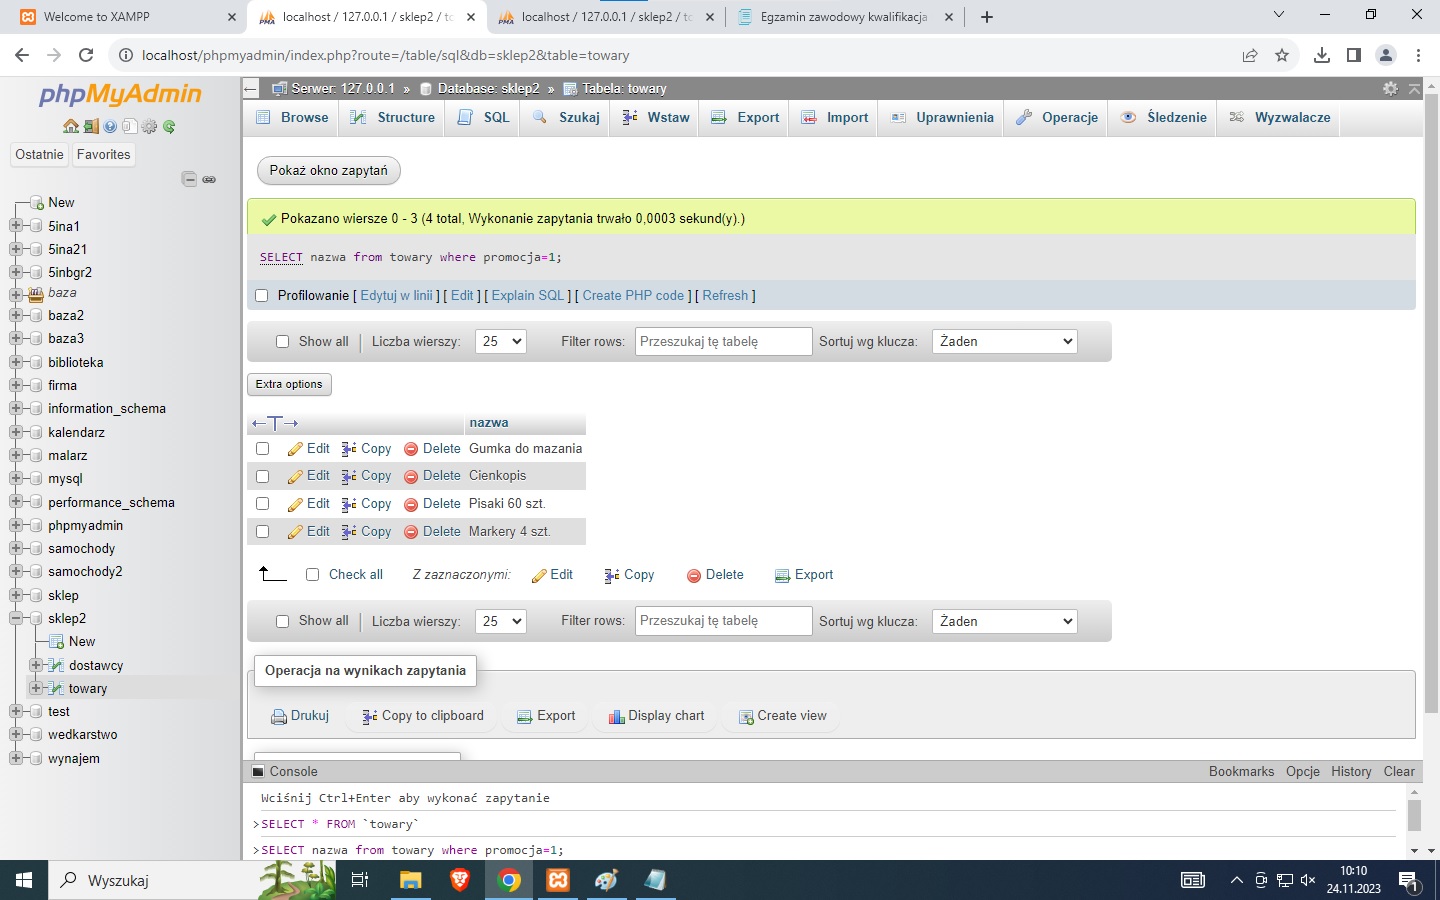 Welcome to XAMPP
localhost / 127.0.0.1 / sklep2 / to
localhost / 127.0.0.1 / sklep2 / to
Egzamin zawodowy kwalifikacja
localhost/phpmyadmin/index.php?route=/table/sql&db=sklep2&table=towary
phpMyAdmin
Ostatnie
Favorites
New
5ina1
5ina21
5inbgr2
baza
baza2
baza3
biblioteka
firma
information_schema
kalendarz
malarz
mysql
performance_schema
phpmyadmin
samochody
samochody2
sklep
sklep2
New
dostawcy
towary
test
wedkarstwo
wynajem
Serwer: 127.0.0.1 » Database: sklep2 » Tabela: towary
Browse Structure SQL Szukaj Wstaw Export Import Uprawnienia Operacje Śledzenie Wyzwalacze
Pokaż okno zapytań
Pokazano wiersze 0 - 3 (4 total, Wykonanie zapytania trwało 0,0003 sekund(y).)
SELECT nazwa from towary where promocja=1;
Profilowanie [ Edytuj w linii ] [ Edit ] [ Explain SQL ] [ Create PHP code ] [ Refresh ]
Show all Liczba wierszy: 25 Filter rows: Przeszukaj tę tabelę Sortuj wg klucza: Żaden
Extra options
←T→ nazwa
Edit Copy Delete Gumka do mazania
Edit Copy Delete Cienkopis
Edit Copy Delete Pisaki 60 szt.
Edit Copy Delete Markery 4 szt.
Check all Z zaznaczonymi: Edit Copy Delete Export
Show all Liczba wierszy: 25 Filter rows: Przeszukaj tę tabelę Sortuj wg klucza: Żaden
Operacja na wynikach zapytania
Drukuj Copy to clipboard Export Display chart Create view
Console Bookmarks Opcje History Clear
Wciśnij Ctrl+Enter aby wykonać zapytanie
>SELECT * FROM `towary`
>SELECT nazwa from towary where promocja=1;
Wyszukaj
10:10
24.11.2023
1